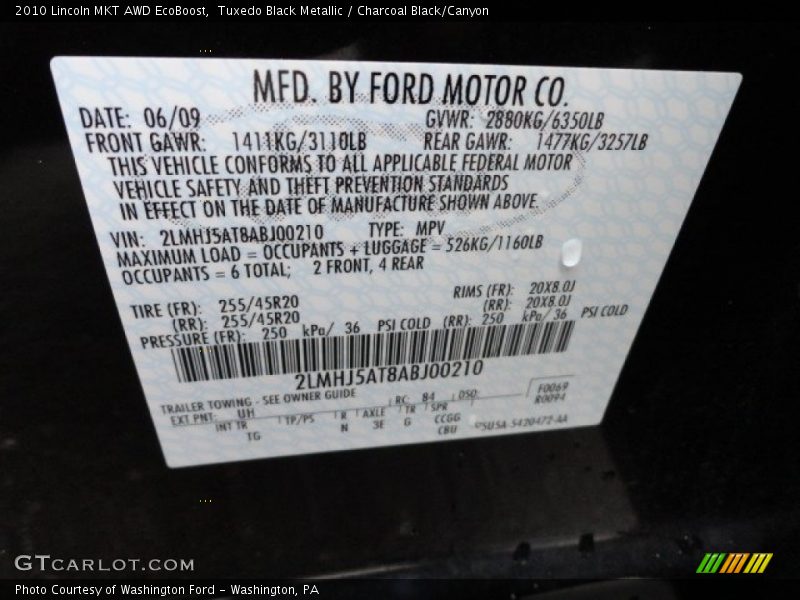 2010 Lincoln MKT AWD EcoBoost, Tuxedo Black Metallic / Charcoal Black/Canyon
MFD. BY FORD MOTOR CO.
DATE: 06/09 GVWR: 2880KG/6350LB
FRONT GAWR: 1411KG/3110LB REAR GAWR: 1477KG/3257LB
THIS VEHICLE CONFORMS TO ALL APPLICABLE FEDERAL MOTOR
VEHICLE SAFETY AND THEFT PREVENTION STANDARDS
IN EFFECT ON THE DATE OF MANUFACTURE SHOWN ABOVE.
VIN: 2LMHJ5AT8ABJ00210 TYPE: MPV
MAXIMUM LOAD = OCCUPANTS + LUGGAGE = 526KG/1160LB
OCCUPANTS = 6 TOTAL; 2 FRONT, 4 REAR
TIRE (FR): 255/45R20 RIMS (FR): 20X8.0J
(RR): 255/45R20 (RR): 20X8.0J
PRESSURE (FR): 250 kPa/ 36 PSI COLD (RR): 250 kPa/ 36 PSI COLD
2LMHJ5AT8ABJ00210
TRAILER TOWING - SEE OWNER GUIDE RC: 84 DSO: F0069
EXT PNT: UH R0094
INT TR TP/PS R AXLE TR SPR
TG N 3E G CCGG
CBU 5U5A-5420472-AA
GTCARLOT.COM
Photo Courtesy of Washington Ford - Washington, PA